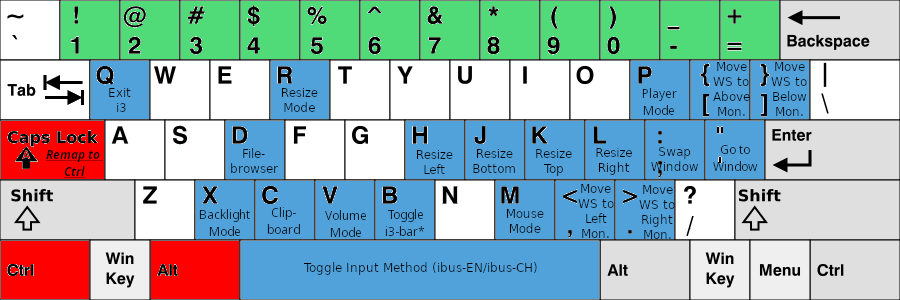 ~ ! @ # $ % ^ & * ( ) _ +
` 1 2 3 4 5 6 7 8 9 0 - = Backspace
Tab Q W E R T Y U I O P { [ } ] | \
Exit
i3
Resize
Mode
Player
Mode
Move
WS to
Above
Mon.
Move
WS to
Below
Mon.
Caps Lock A S D F G H J K L : ; " ' Enter
Remap to
Ctrl
File-
browser
Resize
Left
Resize
Bottom
Resize
Top
Resize
Right
Swap
Window
Go to
Window
Shift Z X C V B N M < , > . ? / Shift
Backlight
Mode
Clip-
board
Volume
Mode
Toggle
i3-bar*
Mouse
Mode
Move
WS to
Left
Mon.
Move
WS to
Right
Mon.
Ctrl
Win
Key
Alt
Toggle Input Method (ibus-EN/ibus-CH)
Alt
Win
Key
Menu
Ctrl